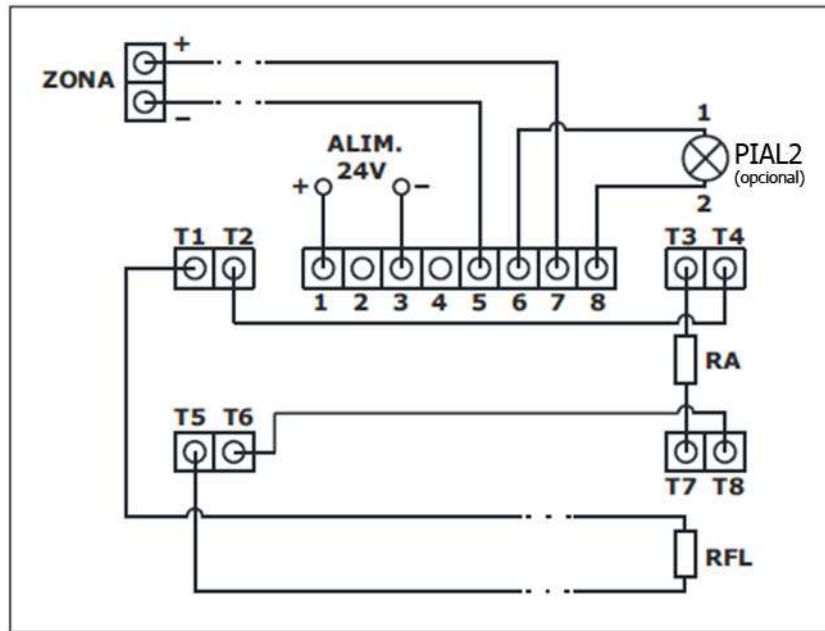 +
ZONA
–
ALIM.
24V
+ –
1
PIAL2
(opcional)
2
T1 T2
T3 T4
1 2 3 4 5 6 7 8
RA
T5 T6
T7 T8
RFL